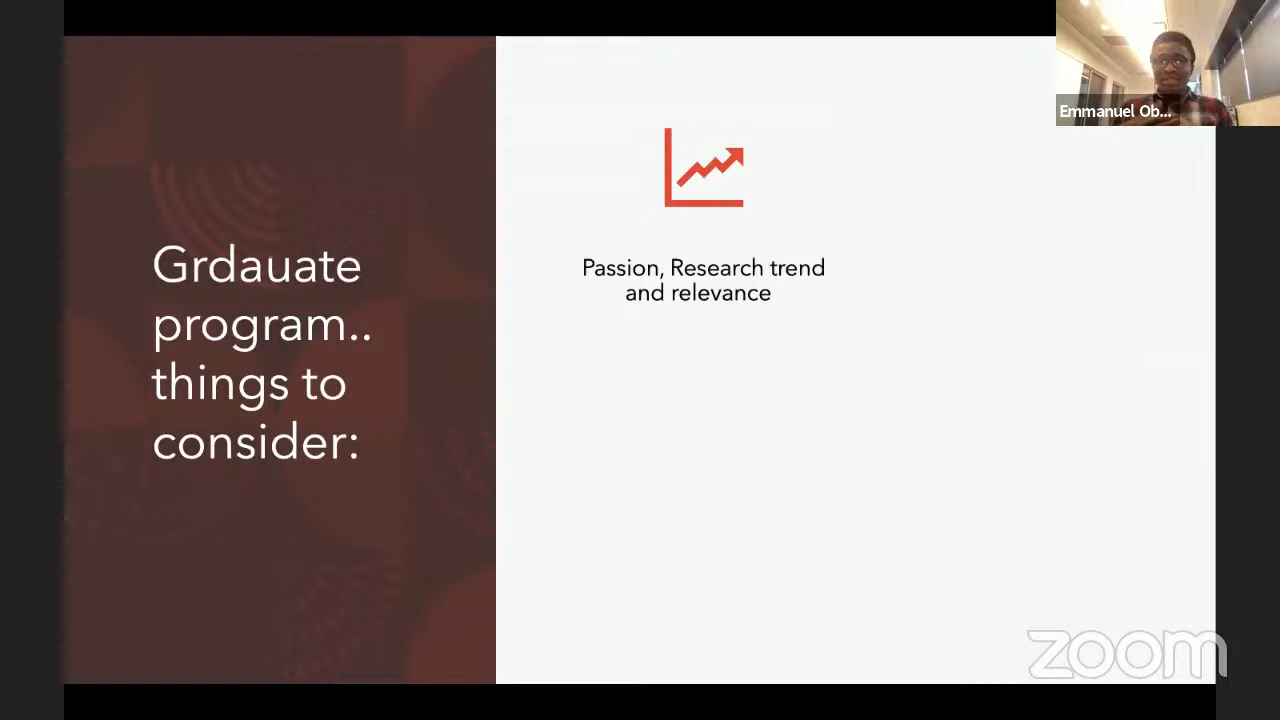 Emmanuel Ob...
Grdauate
program..
things to
consider:
Passion, Research trend
and relevance
zoom